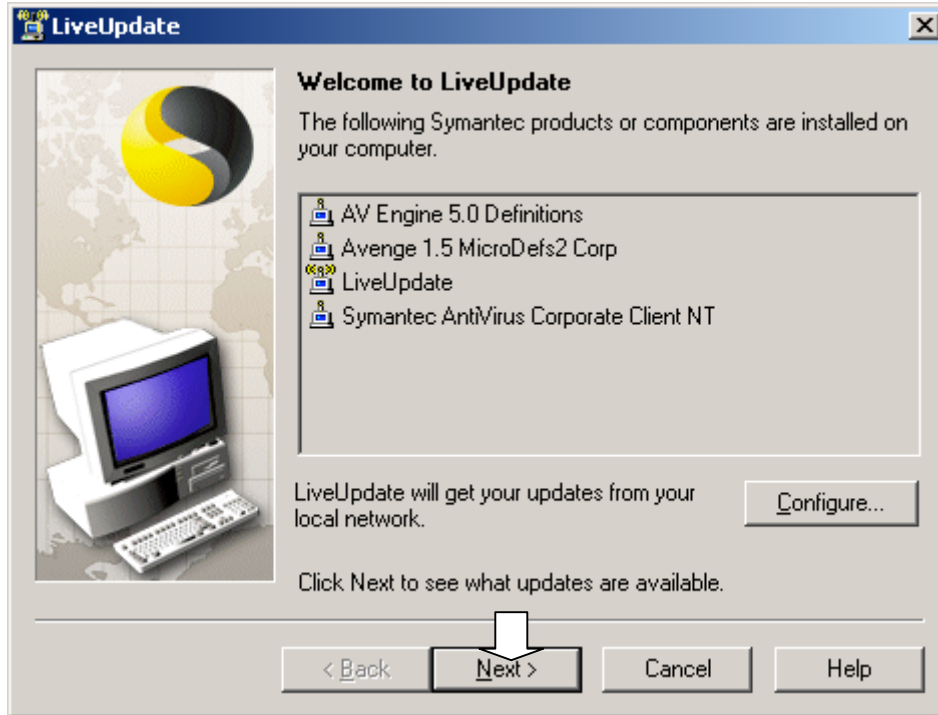 LiveUpdate
Welcome to LiveUpdate
The following Symantec products or components are installed on
your computer.
AV Engine 5.0 Definitions
Avenge 1.5 MicroDefs2 Corp
LiveUpdate
Symantec AntiVirus Corporate Client NT
LiveUpdate will get your updates from your
local network.
Configure...
Click Next to see what updates are available.
< Back
Next >
Cancel
Help